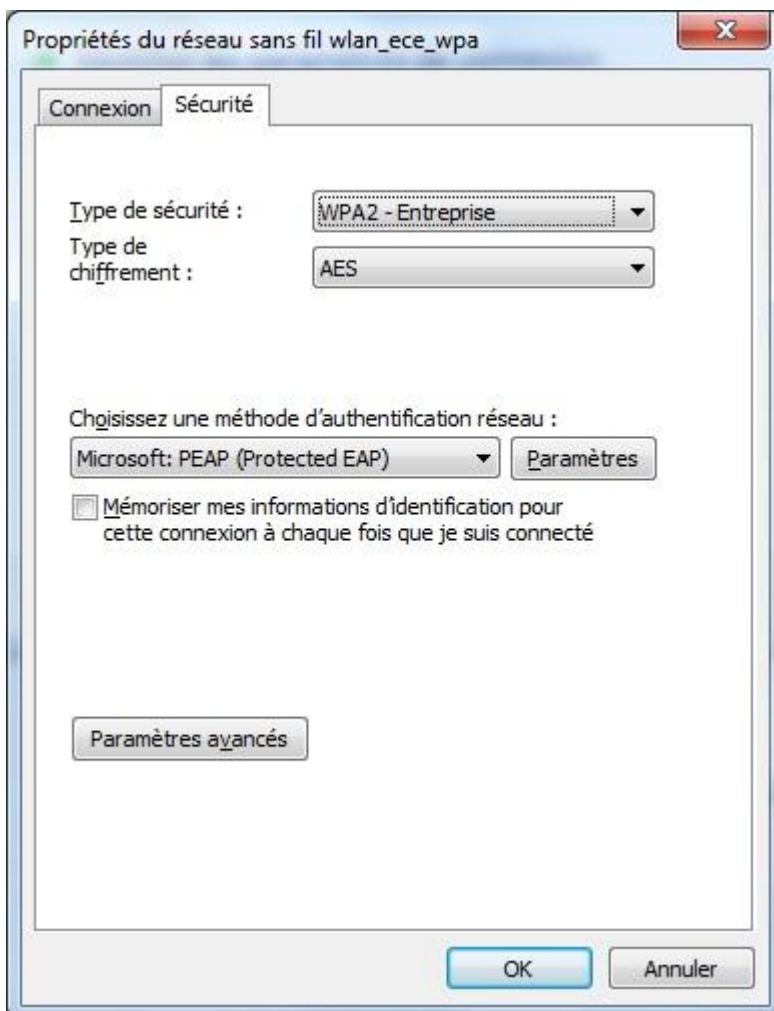 Propriétés du réseau sans fil wlan_ece_wpa
Connexion
Sécurité
Type de sécurité :
WPA2 - Entreprise
Type de
chiffrement :
AES
Choisissez une méthode d'authentification réseau :
Microsoft: PEAP (Protected EAP)
Paramètres
Mémoriser mes informations d'identification pour
cette connexion à chaque fois que je suis connecté
Paramètres avancés
OK
Annuler